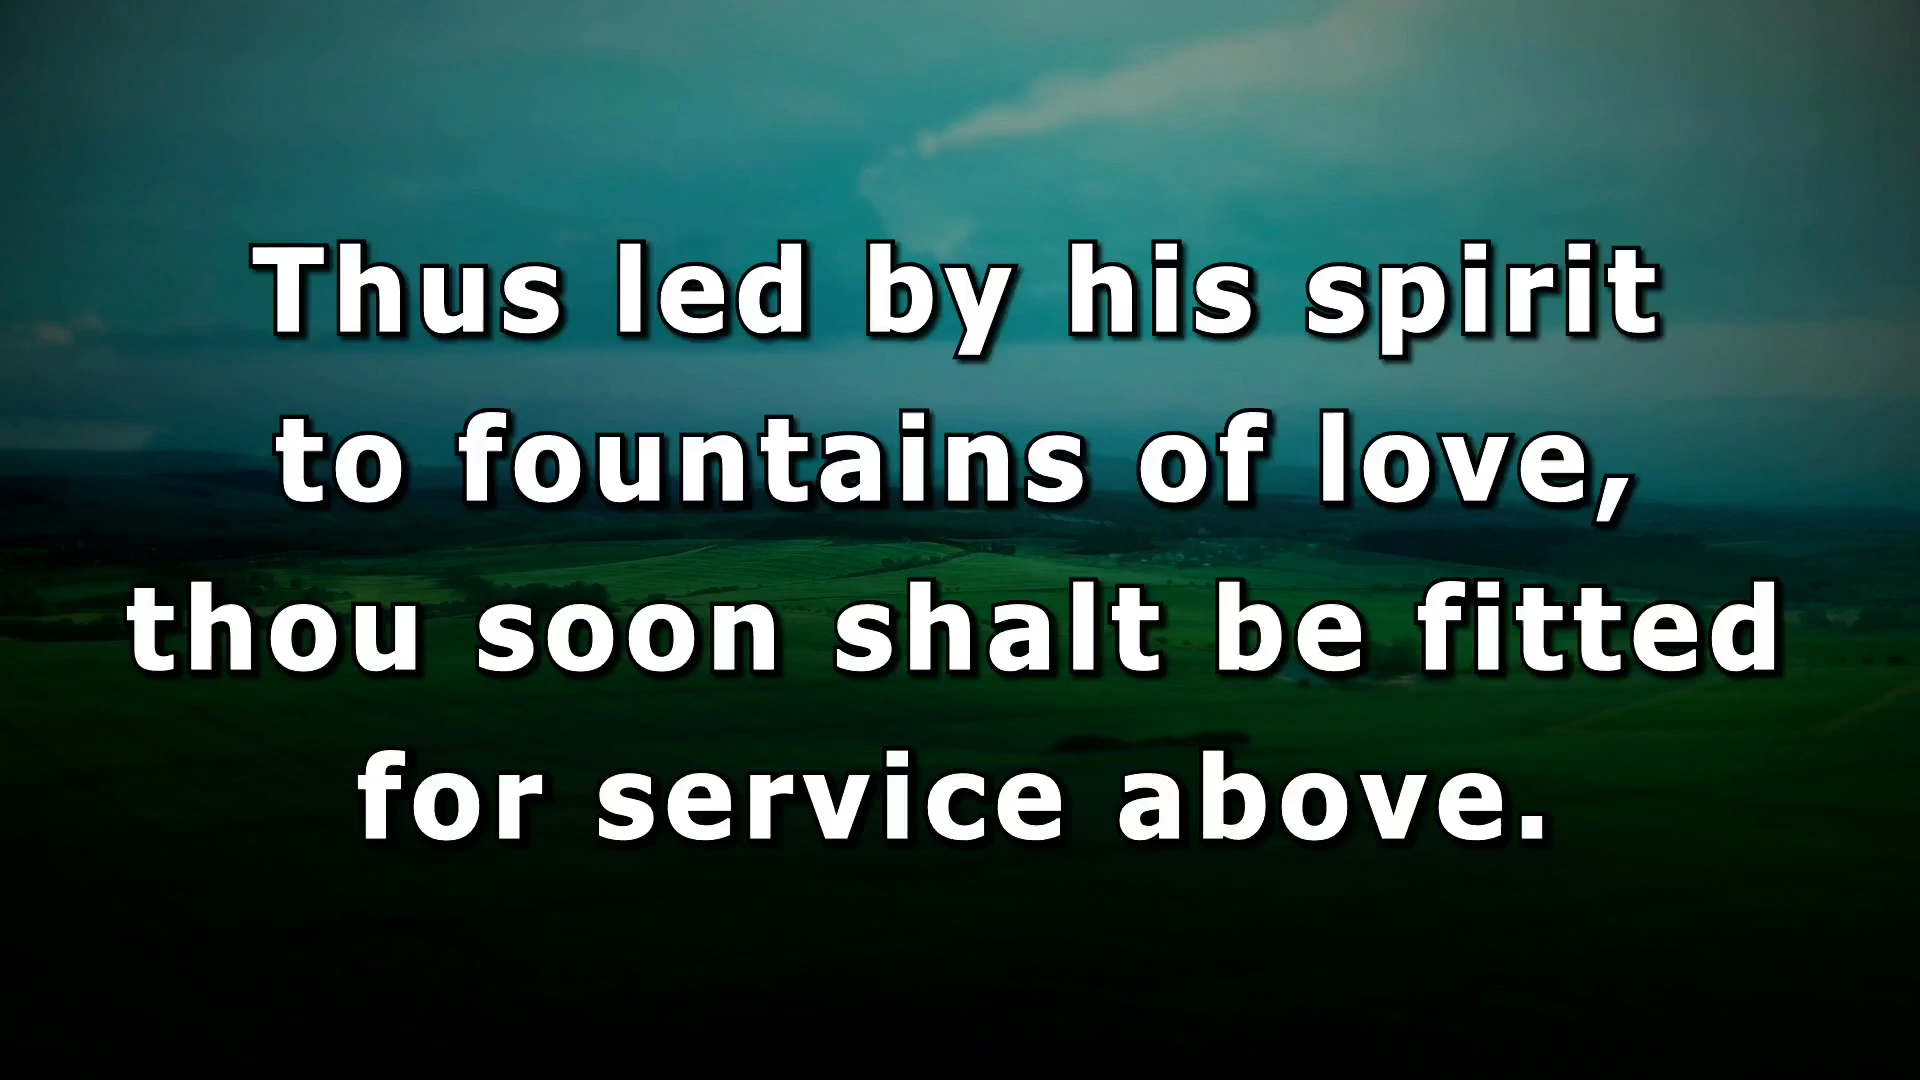 Thus led by his spirit
to fountains of love,
thou soon shalt be fitted
for service above.